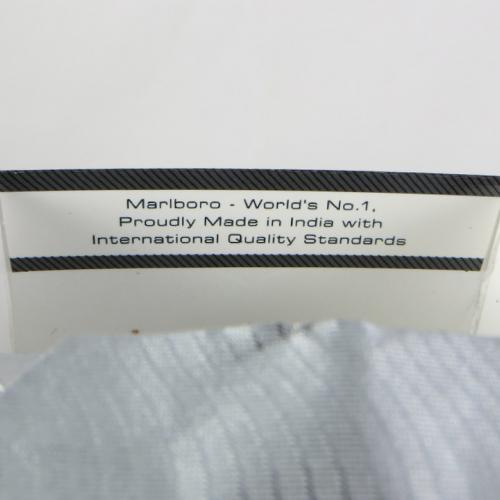 Marlboro - World's No.1,
Proudly Made in India with
International Quality Standards